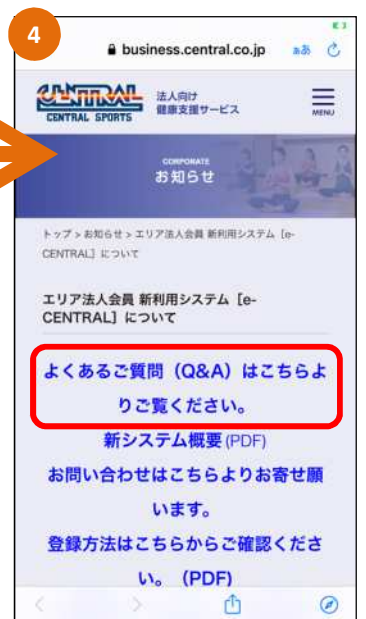 4
business.central.co.jp
ぁあ
CENTRAL
CENTRAL SPORTS
法人向け
健康支援サービス
MENU
CORPORATE
お知らせ
トップ > お知らせ > エリア法人会員 新利用システム［e-
CENTRAL］について
エリア法人会員 新利用システム［e-
CENTRAL］について
よくあるご質問（Q&A）はこちらよ
りご覧ください。
新システム概要 (PDF)
お問い合わせはこちらよりお寄せ願
います。
登録方法はこちらからご確認くださ
い。（PDF)